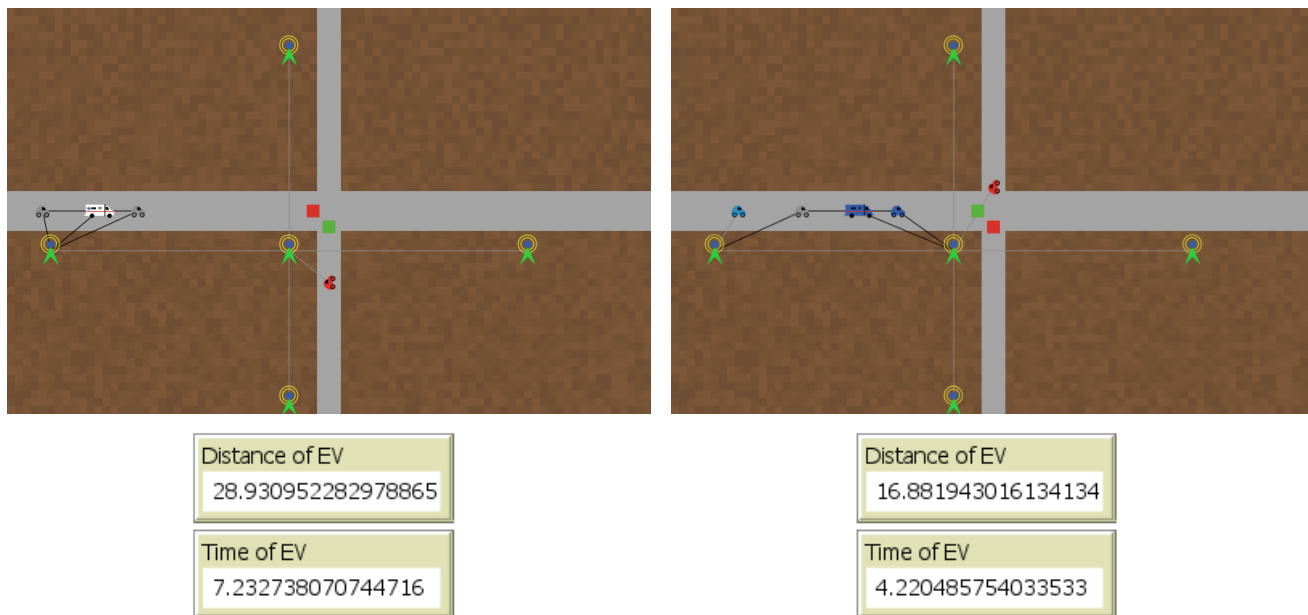 Distance of EV
28.930952282978865
Time of EV
7.232738070744716
Distance of EV
16.881943016134134
Time of EV
4.220485754033533